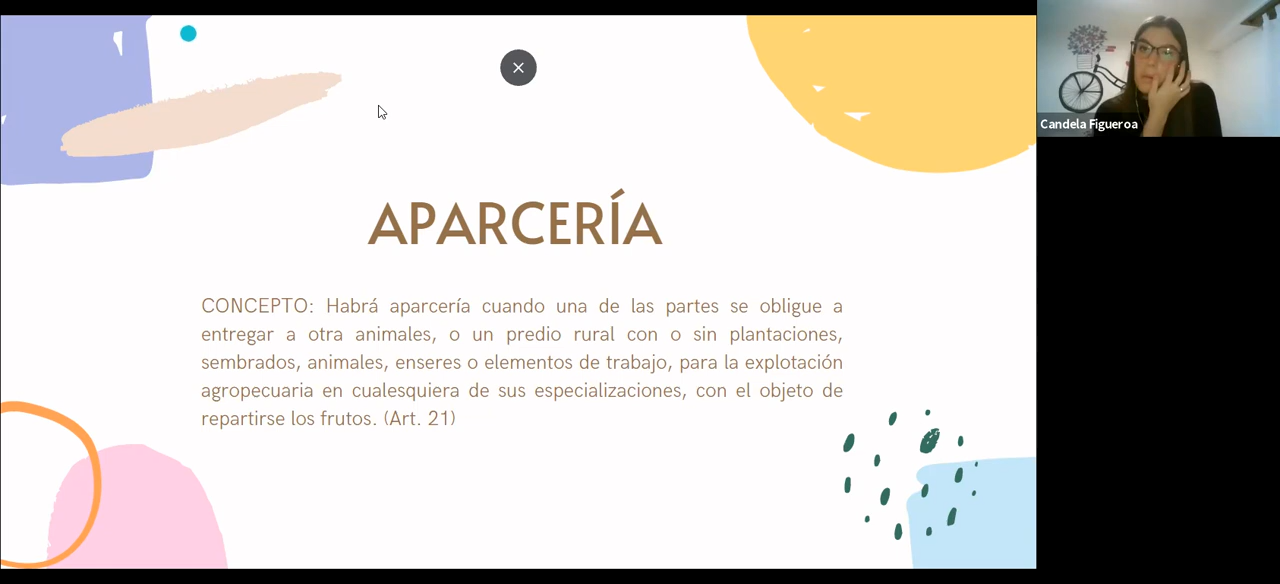 Candela Figueroa
APARCERÍA
CONCEPTO: Habrá aparcería cuando una de las partes se obligue a
entregar a otra animales, o un predio rural con o sin plantaciones,
sembrados, animales, enseres o elementos de trabajo, para la explotación
agropecuaria en cualesquiera de sus especializaciones, con el objeto de
repartirse los frutos. (Art. 21)